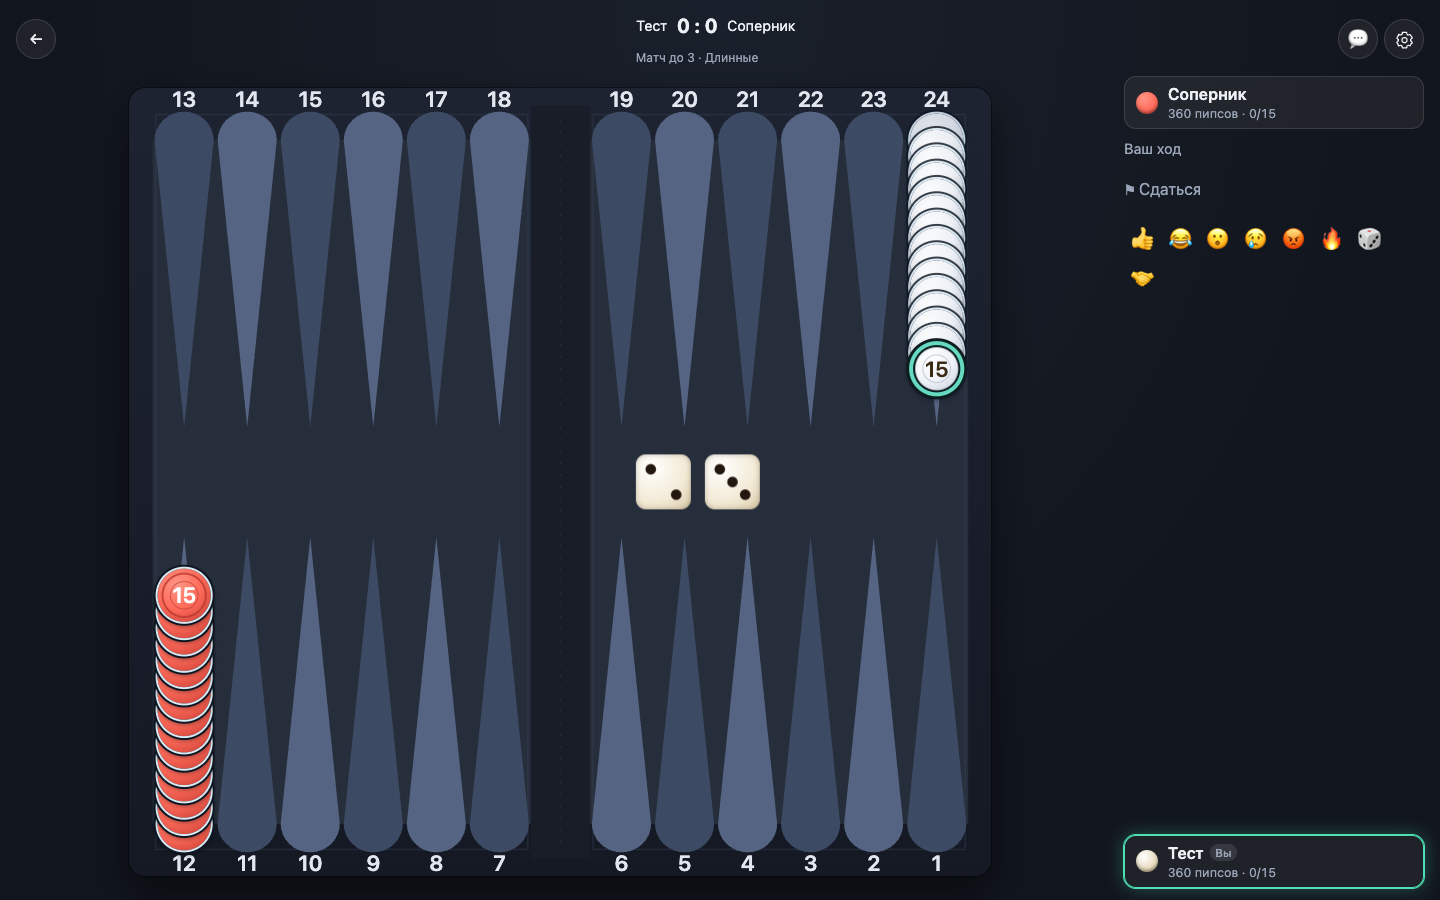 Тест 0 : 0 Соперник
Матч до 3 · Длинные
13 14 15 16 17 18 19 20 21 22 23 24
15
15
12 11 10 9 8 7 6 5 4 3 2 1
Соперник
360 пипсов · 0/15
Ваш ход
Сдаться
Тест Вы
360 пипсов · 0/15